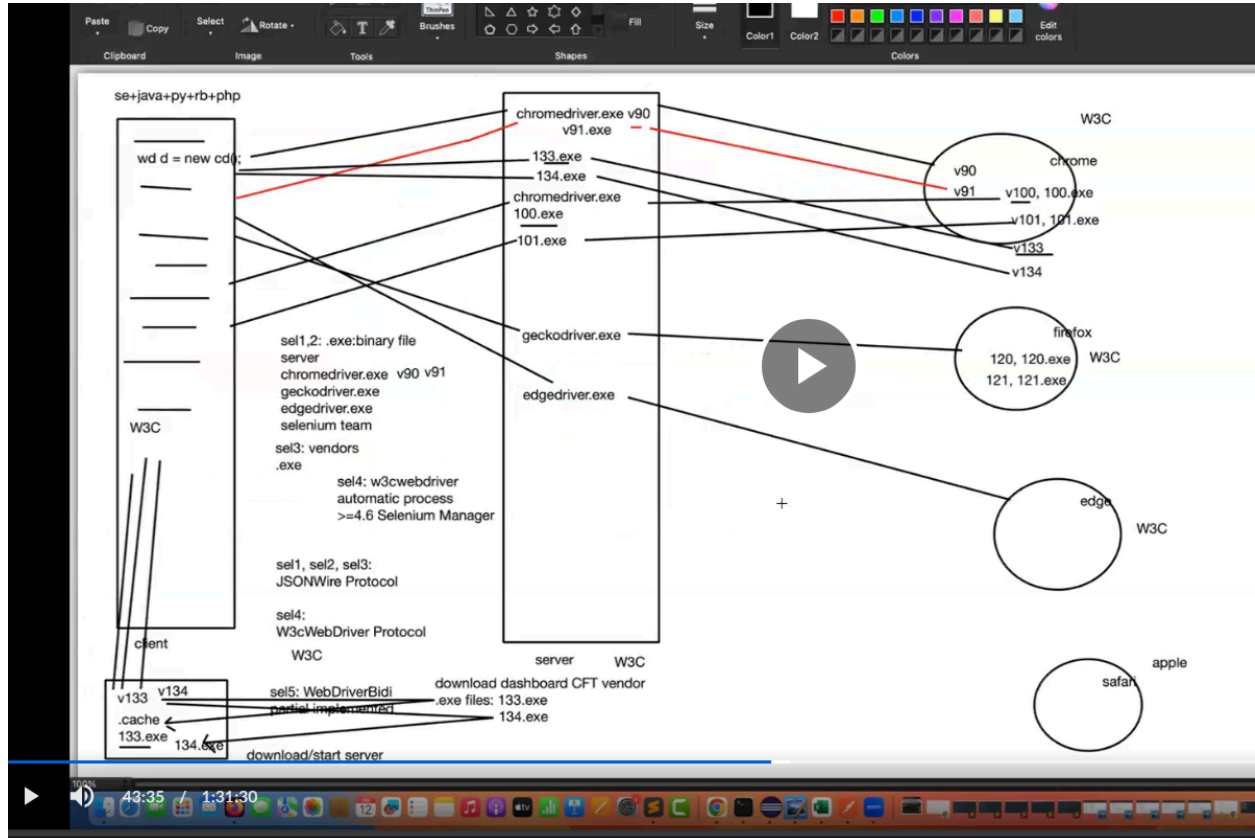 Paste
Copy
Select
Rotate
Brushes
Fill
Size
Color1
Color2
Edit
colors
Clipboard
Image
Tools
Shapes
Colors
se+java+py+rb+php
wd d = new cd();
W3C
client
chromedriver.exe v90
v91.exe
133.exe
134.exe
chromedriver.exe
100.exe
101.exe
geckodriver.exe
edgedriver.exe
server
W3C
W3C
chrome
v90
v91
v100, 100.exe
v101, 101.exe
v133
v134
firefox
W3C
120, 120.exe
121, 121.exe
edge
W3C
apple
safari
sel1,2: .exe:binary file
server
chromedriver.exe v90 v91
geckodriver.exe
edgedriver.exe
selenium team
sel3: vendors
.exe
sel4: w3cwebdriver
automatic process
>=4.6 Selenium Manager
sel1, sel2, sel3:
JSONWire Protocol
sel4:
W3cWebDriver Protocol
W3C
sel5: WebDriverBidi
partial implemented
download dashboard CFT vendor
.exe files: 133.exe
134.exe
v133 v134
.cache
133.exe
134.exe
download/start server
100%
43:35 / 1:31:30
12
tv